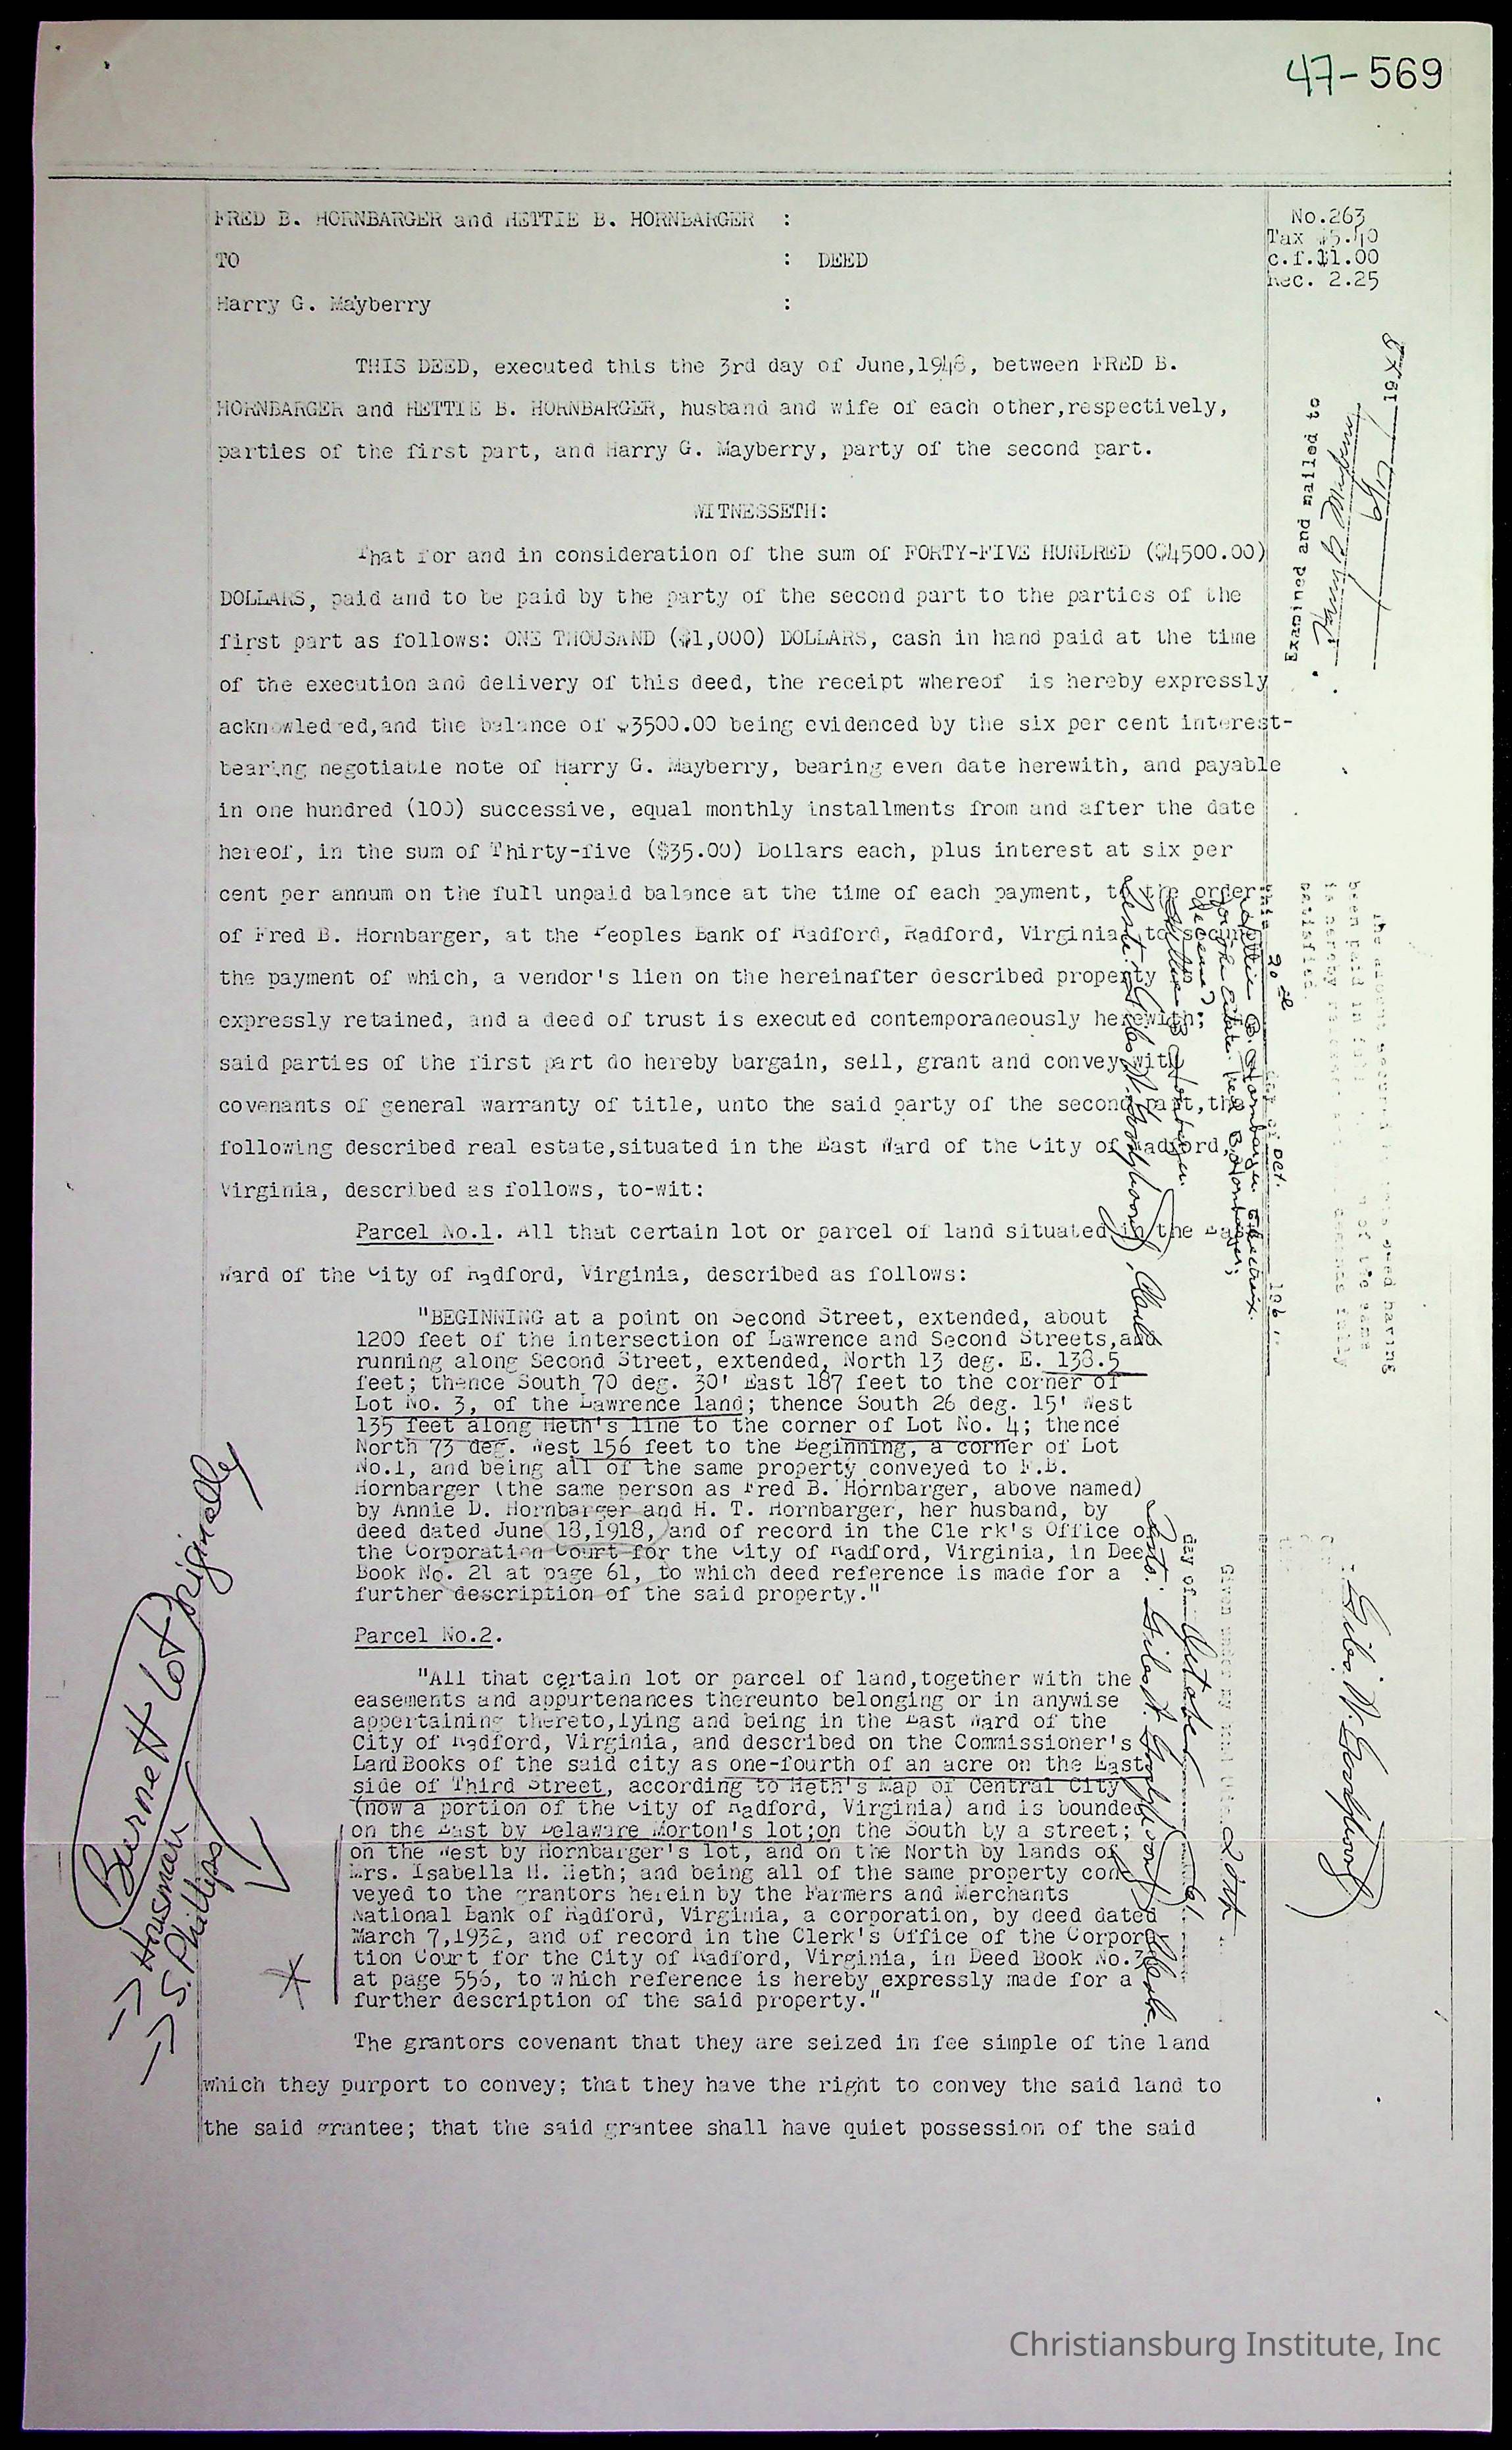 47-569
FRED B. HORNBARGER and HETTIE B. HORNBARGER :
TO : DEED
Harry G. Mayberry :
No.263
Tax $5.40
c.f.$1.00
Rec. 2.25
THIS DEED, executed this the 3rd day of June,1948, between FRED B.
HORNBARGER and HETTIE B. HORNBARGER, husband and wife of each other,respectively,
parties of the first part, and Harry G. Mayberry, party of the second part.
WITNESSETH:
That for and in consideration of the sum of FORTY-FIVE HUNDRED ($4500.00)
DOLLARS, paid and to be paid by the party of the second part to the parties of the
first part as follows: ONE THOUSAND ($1,000) DOLLARS, cash in hand paid at the time
of the execution and delivery of this deed, the receipt whereof is hereby expressly
acknowledged,and the balance of $3500.00 being evidenced by the six per cent interest-
bearing negotiable note of Harry G. Mayberry, bearing even date herewith, and payable
in one hundred (100) successive, equal monthly installments from and after the date
hereof, in the sum of Thirty-five ($35.00) Dollars each, plus interest at six per
cent per annum on the full unpaid balance at the time of each payment, to the order
of Fred B. Hornbarger, at the Peoples Bank of Radford, Radford, Virginia, to secure
the payment of which, a vendor's lien on the hereinafter described property is
expressly retained, and a deed of trust is executed contemporaneously herewith;
said parties of the first part do hereby bargain, sell, grant and convey,with
covenants of general warranty of title, unto the said party of the second part,the
following described real estate,situated in the East Ward of the City of Radford,
Virginia, described as follows, to-wit:
Parcel No.1. All that certain lot or parcel of land situated in the East
Ward of the City of Radford, Virginia, described as follows:
"BEGINNING at a point on Second Street, extended, about
1200 feet of the intersection of Lawrence and Second Streets,and
running along Second Street, extended, North 13 deg. E. 138.5
feet; thence South 70 deg. 30' East 187 feet to the corner of
Lot No. 3, of the Lawrence land; thence South 26 deg. 15' West
135 feet along Heth's line to the corner of Lot No. 4; thence
North 73 deg. West 156 feet to the Beginning, a corner of Lot
No.1, and being all of the same property conveyed to F.B.
Hornbarger (the same person as Fred B. Hornbarger, above named)
by Annie D. Hornbarger and H. T. Hornbarger, her husband, by
deed dated June 18,1918, and of record in the Cle rk's Office of
the Corporation Court for the City of Radford, Virginia, in Deed
Book No. 21 at page 61, to which deed reference is made for a
further description of the said property."
Parcel No.2.
"All that certain lot or parcel of land,together with the
easements and appurtenances thereunto belonging or in anywise
appertaining thereto,lying and being in the East Ward of the
City of Radford, Virginia, and described on the Commissioner's
Land Books of the said city as one-fourth of an acre on the East
side of Third Street, according to Heth's Map of Central City
(now a portion of the City of Radford, Virginia) and is bounded
on the East by Delaware Morton's lot;on the South by a street;
on the West by Hornbarger's lot, and on the North by lands of
Mrs. Isabella H. Heth; and being all of the same property con-
veyed to the grantors herein by the Farmers and Merchants
National Bank of Radford, Virginia, a corporation, by deed dated
March 7,1932, and of record in the Clerk's Office of the Corpora-
tion Court for the City of Radford, Virginia, in Deed Book No.3
at page 556, to which reference is hereby expressly made for a
further description of the said property."
The grantors covenant that they are seized in fee simple of the land
which they purport to convey; that they have the right to convey the said land to
the said grantee; that the said grantee shall have quiet possession of the said
Examined and mailed to
Harry G Mayberry
Burnett Lot Originally
→ Hausman
→ S. Phillips
Christiansburg Institute, Inc